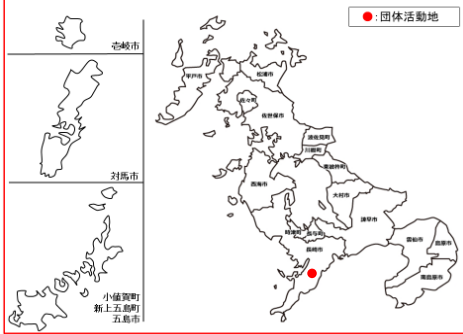 ●:団体活動地
壱岐市
対馬市
小値賀町
新上五島町
五島市
平戸市
松浦市
佐々町
佐世保市
波佐見町
川棚町
東彼杵町
西海市
大村市
諫早市
時津町
長与町
長崎市
雲仙市
島原市
南島原市